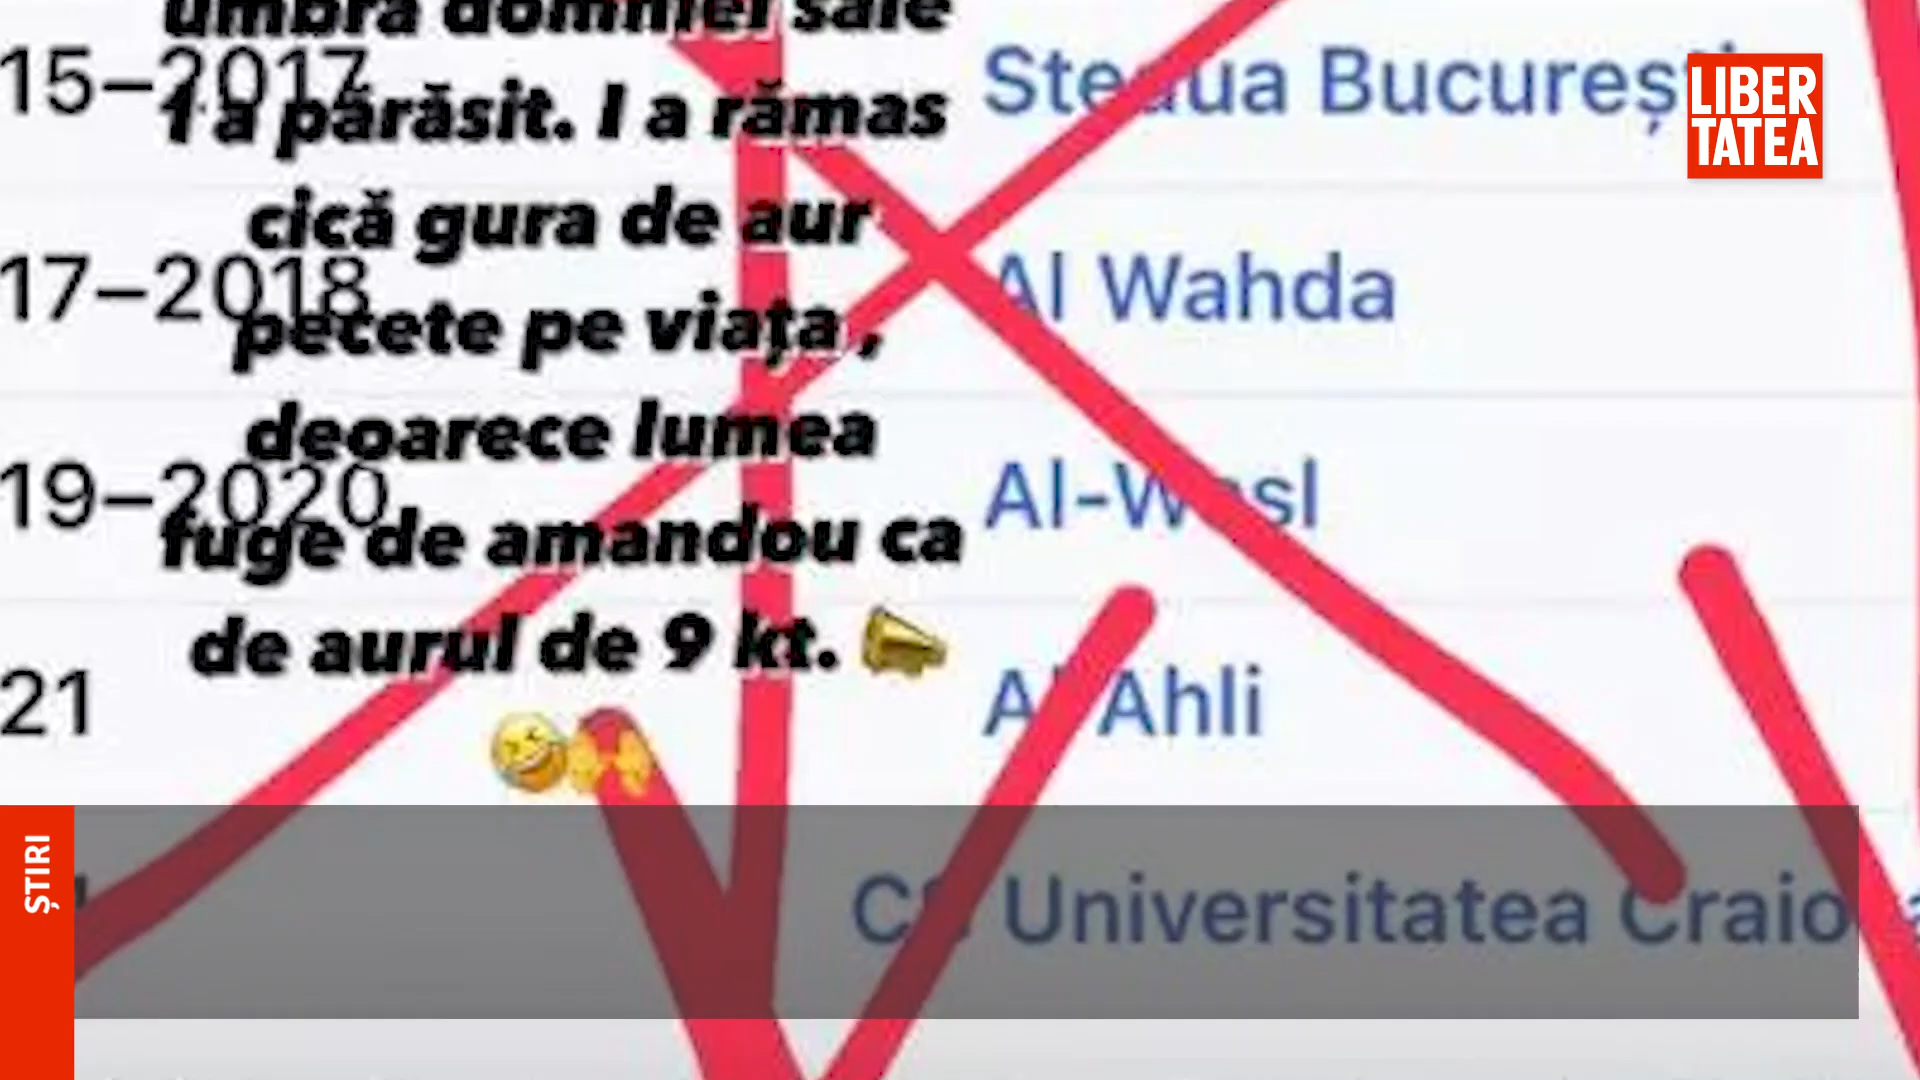 umbra domniei sale
15–2017
Steaua București
LIBER
TATEA
I a părăsit. I a rămas
cică gura de aur
17–2018
Al Wahda
pecete pe viața ,
deoarece lumea
19–2020
Al-Wasl
fuge de amandou ca
de aurul de 9 kt.
21
Al Ahli
ȘTIRI
CS Universitatea Craio